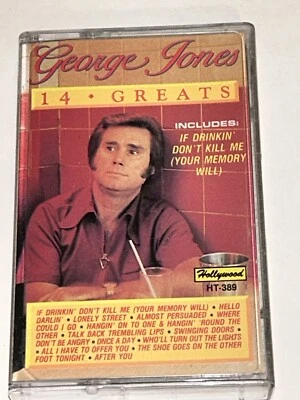 George Jones
14 • GREATS
INCLUDES:
IF DRINKIN'
DON'T KILL ME
(YOUR MEMORY
WILL)
Hollywood
HT-389
IF DRINKIN' DON'T KILL ME (YOUR MEMORY WILL) • HELLO
DARLIN' • LONELY STREET • ALMOST PERSUADED • WHERE
COULD I GO • HANGIN' ON TO ONE & HANGIN' 'ROUND THE
OTHER • TALK BACK TREMBLING LIPS • SWINGING DOORS •
DON'T BE ANGRY • ONCE A DAY • WHO'LL TURN OUT THE LIGHTS
• ALL I HAVE TO OFFER YOU • THE SHOE GOES ON THE OTHER
FOOT TONIGHT • AFTER YOU